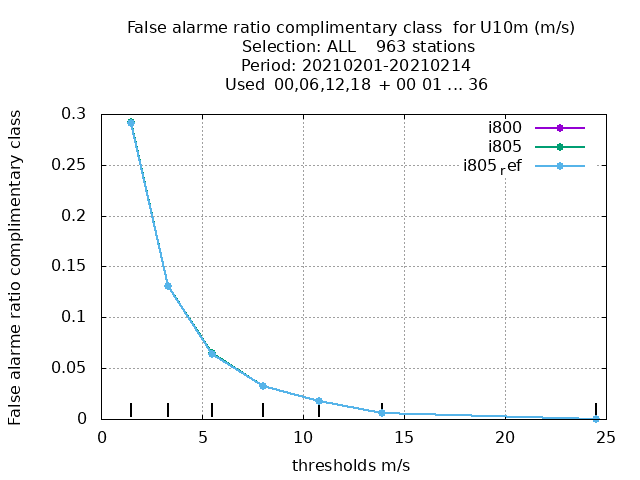 False alarme ratio complimentary class  for U10m (m/s)
Selection: ALL    963 stations
Period: 20210201-20210214
Used  00,06,12,18  + 00 01 ... 36
False alarme ratio complimentary class
0.3
0.25
0.2
0.15
0.1
0.05
0
i800
i805
i805ref
0 5 10 15 20 25
thresholds m/s